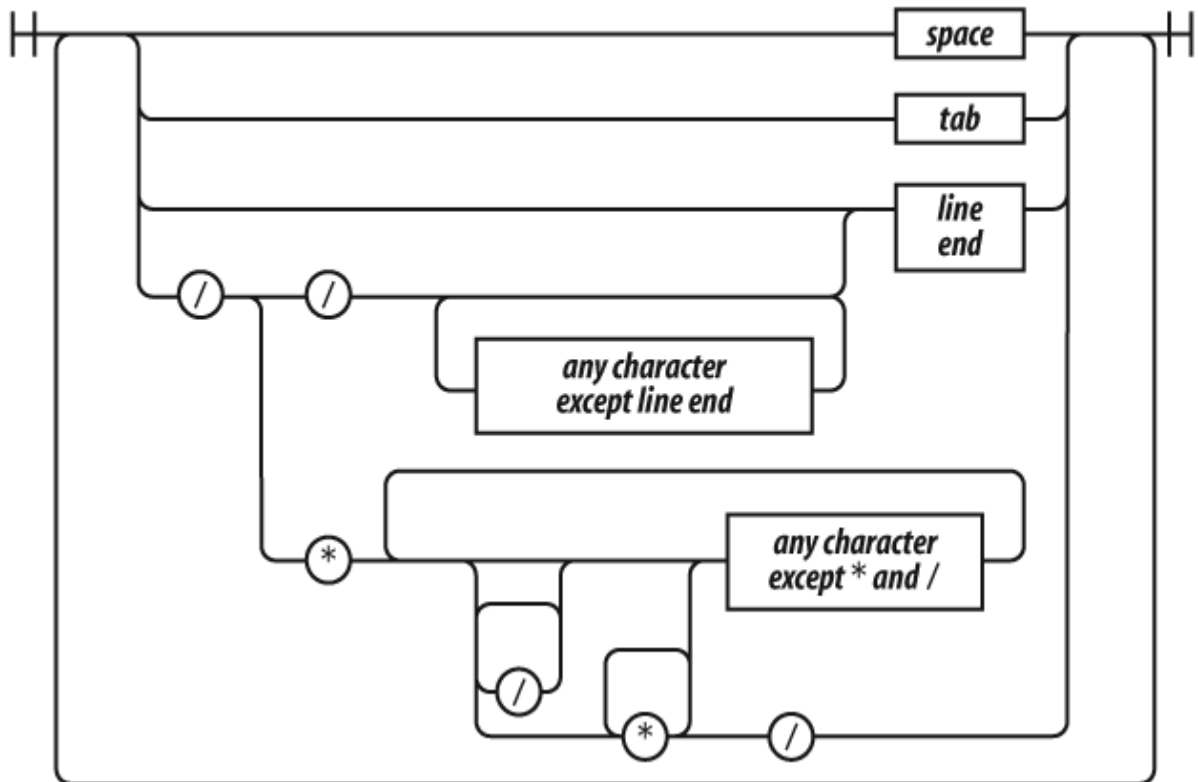 space
tab
line
end
/
/
any character
except line end
*
any character
except * and /
/
*
/